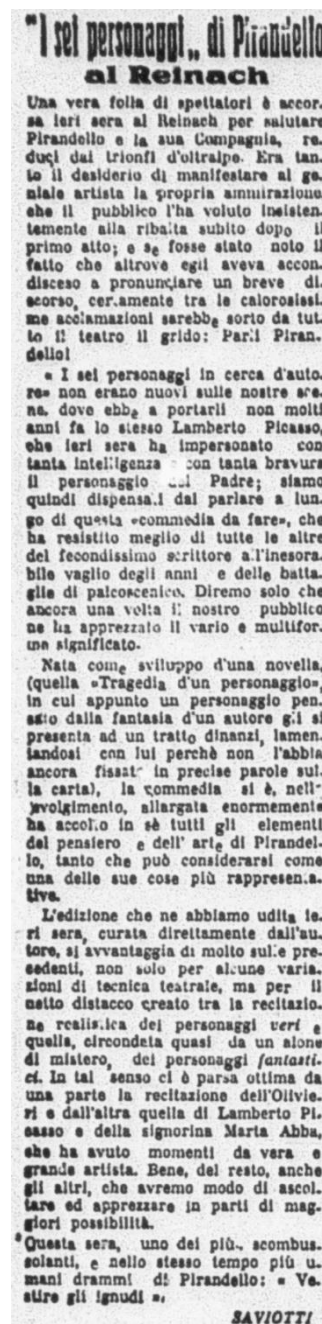 "I sei personaggi„ di Pirandello
al Reinach
Una vera folla di spettatori è accor-
sa ieri sera al Reinach per salutare
Pirandello e la sua Compagnia, re-
duci dai trionfi d'oltralpe. Era tan-
to il desiderio di manifestare al ge-
niale artista la propria ammirazione
che il pubblico l'ha voluto insisten-
temente alla ribalta subito dopo il
primo atto; e se fosse stato noto il
fatto che altrove egli aveva accon-
disceso a pronunciare un breve di-
scorso, certamente tra le calorosissi-
me acclamazioni sarebbe sorto da tut-
to il teatro il grido: Parli Piran-
dello!
« I sei personaggi in cerca d'auto-
re» non erano nuovi sulle nostre sce-
ne, dove ebbe a portarli non molti
anni fa lo stesso Lamberto Picasso,
che ieri sera ha impersonato con
tanta intelligenza e con tanta bravura
il personaggio del Padre; siamo
quindi dispensati dal parlare a lun-
go di questa «commedia da fare», che
ha resistito meglio di tutte le altre
del fecondissimo scrittore all'inesora-
bile vaglio degli anni e delle batta-
glie di palcoscenico. Diremo solo che
ancora una volta il nostro pubblico
ne ha apprezzato il vario e multifor-
me significato.
Nata come sviluppo d'una novella,
(quella «Tragedia d'un personaggio»,
in cui appunto un personaggio pen-
sato dalla fantasia d'un autore gli si
presenta ad un tratto dinanzi, lamen-
tandosi con lui perchè non l'abbia
ancora fissato in precise parole sul-
la carta), la commedia si è, nell'
svolgimento, allargata enormemente
ha accolto in sè tutti gli elementi
del pensiero e dell' arte di Pirandel-
lo, tanto che può considerarsi come
una delle sue cose più rappresenta-
tive.
L'edizione che ne abbiamo udita ie-
ri sera, curata direttamente dall'au-
tore, si avvantaggia di molto sulle pre-
cedenti, non solo per alcune varia-
zioni di tecnica teatrale, ma per il
netto distacco creato tra la recitazio-
ne realistica dei personaggi veri e
quella, circondata quasi da un alone
di mistero, dei personaggi fantasti-
ci. In tal senso ci è parsa ottima da
una parte la recitazione dell'Olivie-
ri e dall'altra quella di Lamberto Pi-
casso e della signorina Marta Abba,
che ha avuto momenti da vera e
grande artista. Bene, del resto, anche
gli altri, che avremo modo di ascol-
tare ed apprezzare in parti di mag-
giori possibilità.
Questa sera, uno dei più, scombus-
solanti, e nello stesso tempo più u-
mani drammi di Pirandello: « Ve-
stire gli ignudi ».
SAVIOTTI